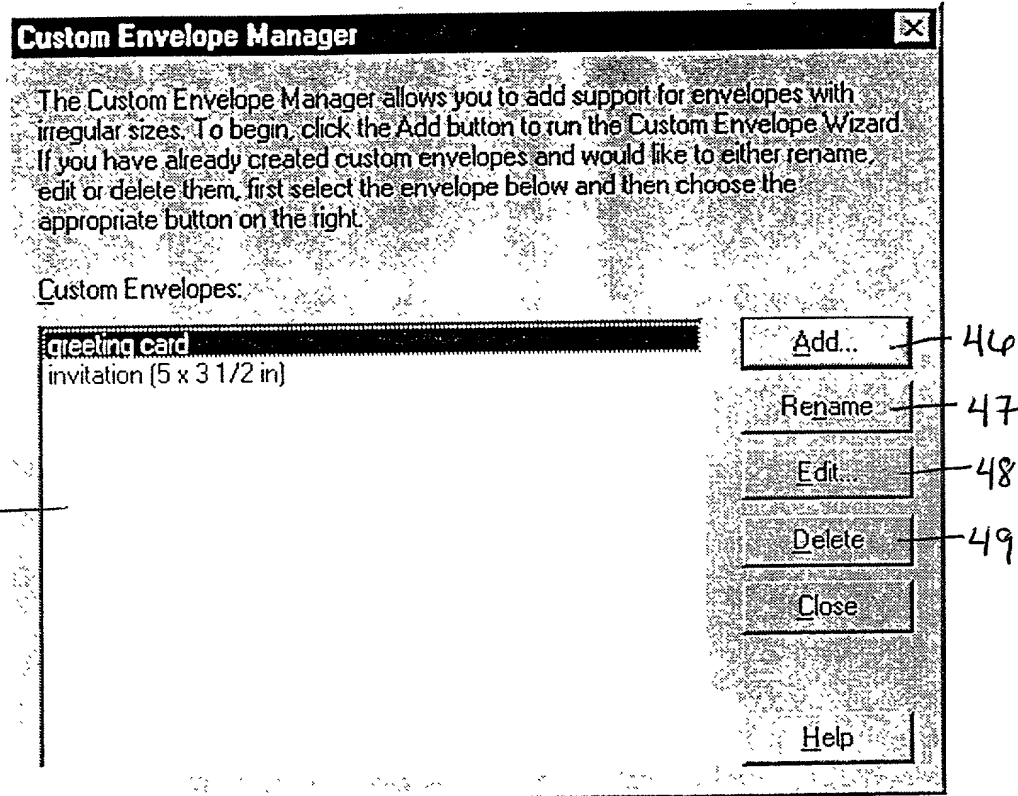 Custom Envelope Manager
The Custom Envelope Manager allows you to add support for envelopes with
irregular sizes. To begin, click the Add button to run the Custom Envelope Wizard.
If you have already created custom envelopes and would like to either rename,
edit or delete them, first select the envelope below and then choose the
appropriate button on the right.
Custom Envelopes:
greeting card
invitation (5 x 3 1/2 in)
Add... 46
Rename 47
Edit... 48
Delete 49
Close
Help